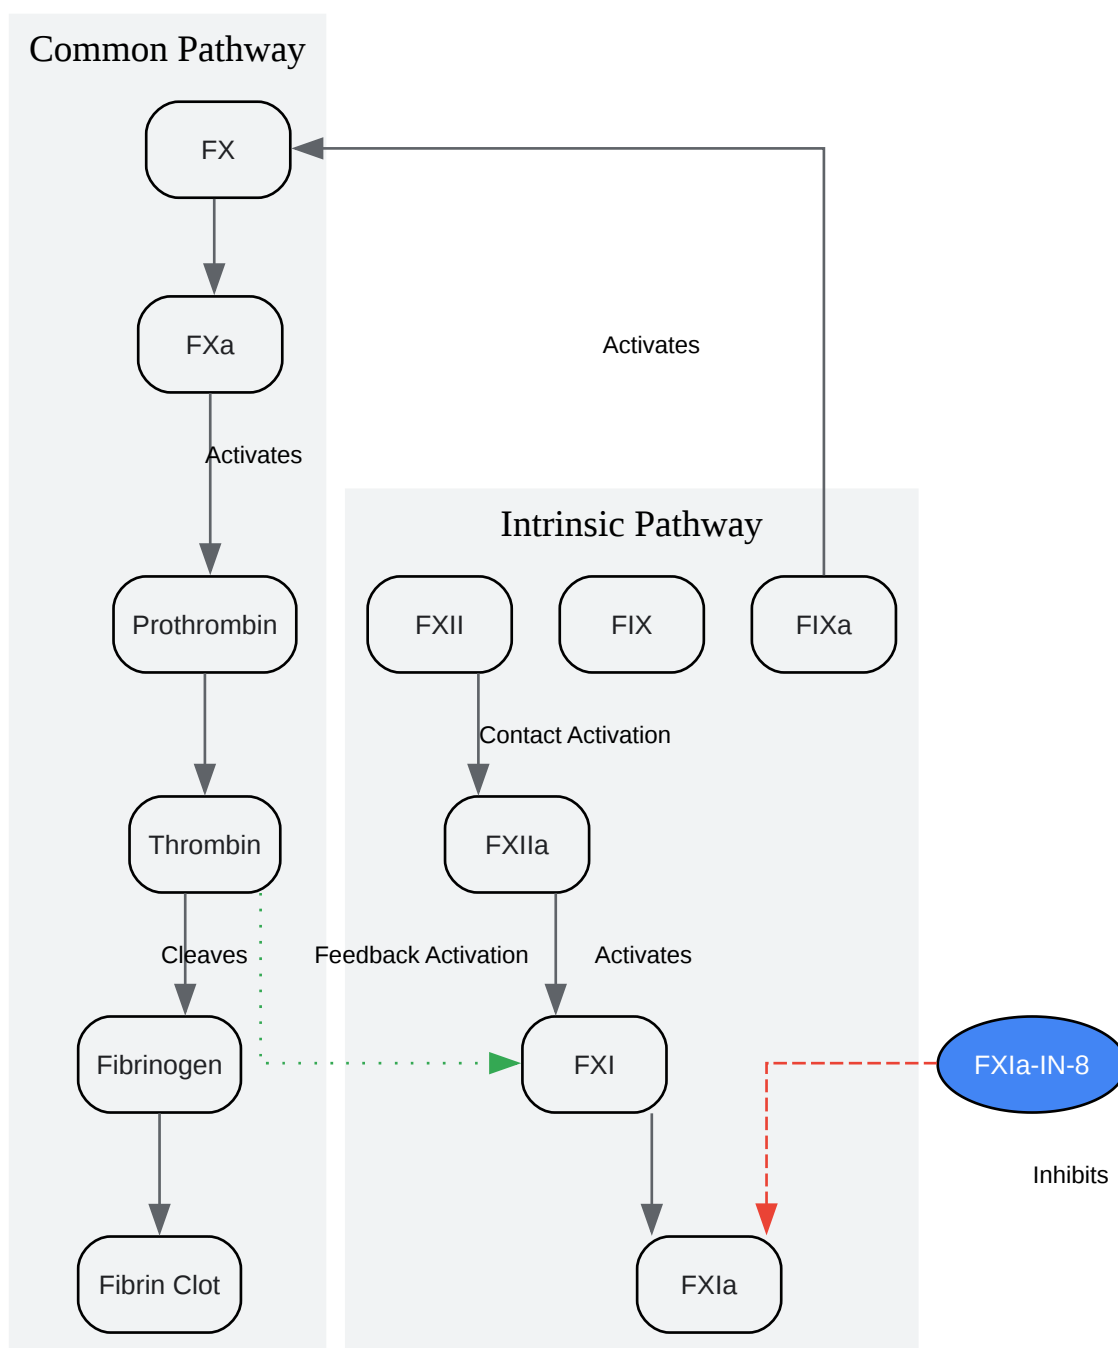 Common Pathway
FX
FXa
Activates
Activates
Intrinsic Pathway
Prothrombin
FXII
FIX
FIXa
Contact Activation
Thrombin
FXIIa
Cleaves
Feedback Activation
Activates
Fibrinogen
FXI
FXIa-IN-8
Inhibits
Fibrin Clot
FXIa